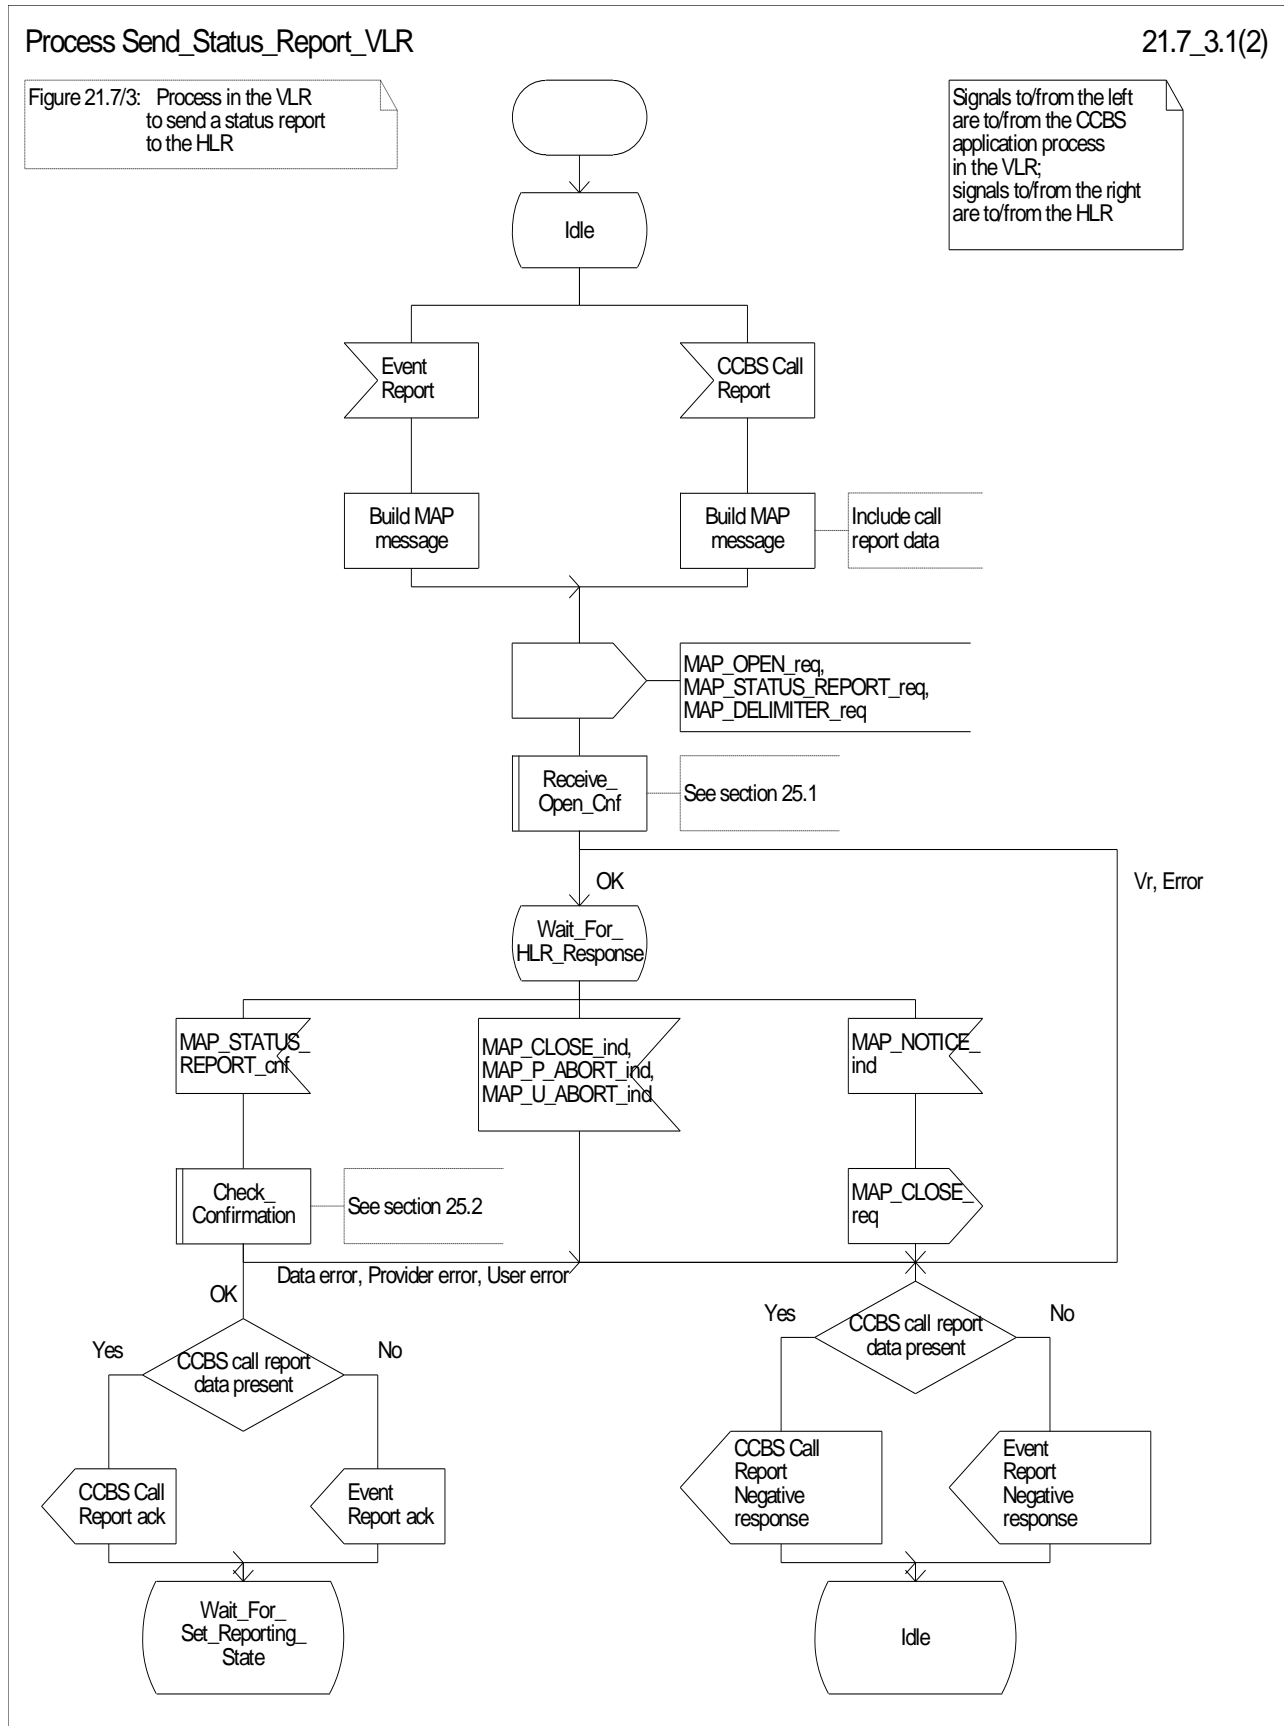 Process Send_Status_Report_VLR
21.7_3.1(2)
Figure 21.7/3: Process in the VLR
to send a status report
to the HLR
Signals to/from the left
are to/from the CCBS
application process
in the VLR;
signals to/from the right
are to/from the HLR
Idle
Event
Report
CCBS Call
Report
Build MAP
message
Build MAP
message
Include call
report data
MAP_OPEN_req,
MAP_STATUS_REPORT_req,
MAP_DELIMITER_req
Receive_
Open_Cnf
See section 25.1
OK
Vr, Error
Wait_For_
HLR_Response
MAP_STATUS_
REPORT_cnf
MAP_CLOSE_ind,
MAP_P_ABORT_ind,
MAP_U_ABORT_ind
MAP_NOTICE_
ind
Check_
Confirmation
See section 25.2
MAP_CLOSE_
req
Data error, Provider error, User error
OK
Yes
CCBS call report
data present
No
Yes
CCBS call report
data present
No
CCBS Call
Report ack
Event
Report ack
CCBS Call
Report
Negative
response
Event
Report
Negative
response
Wait_For_
Set_Reporting_
State
Idle